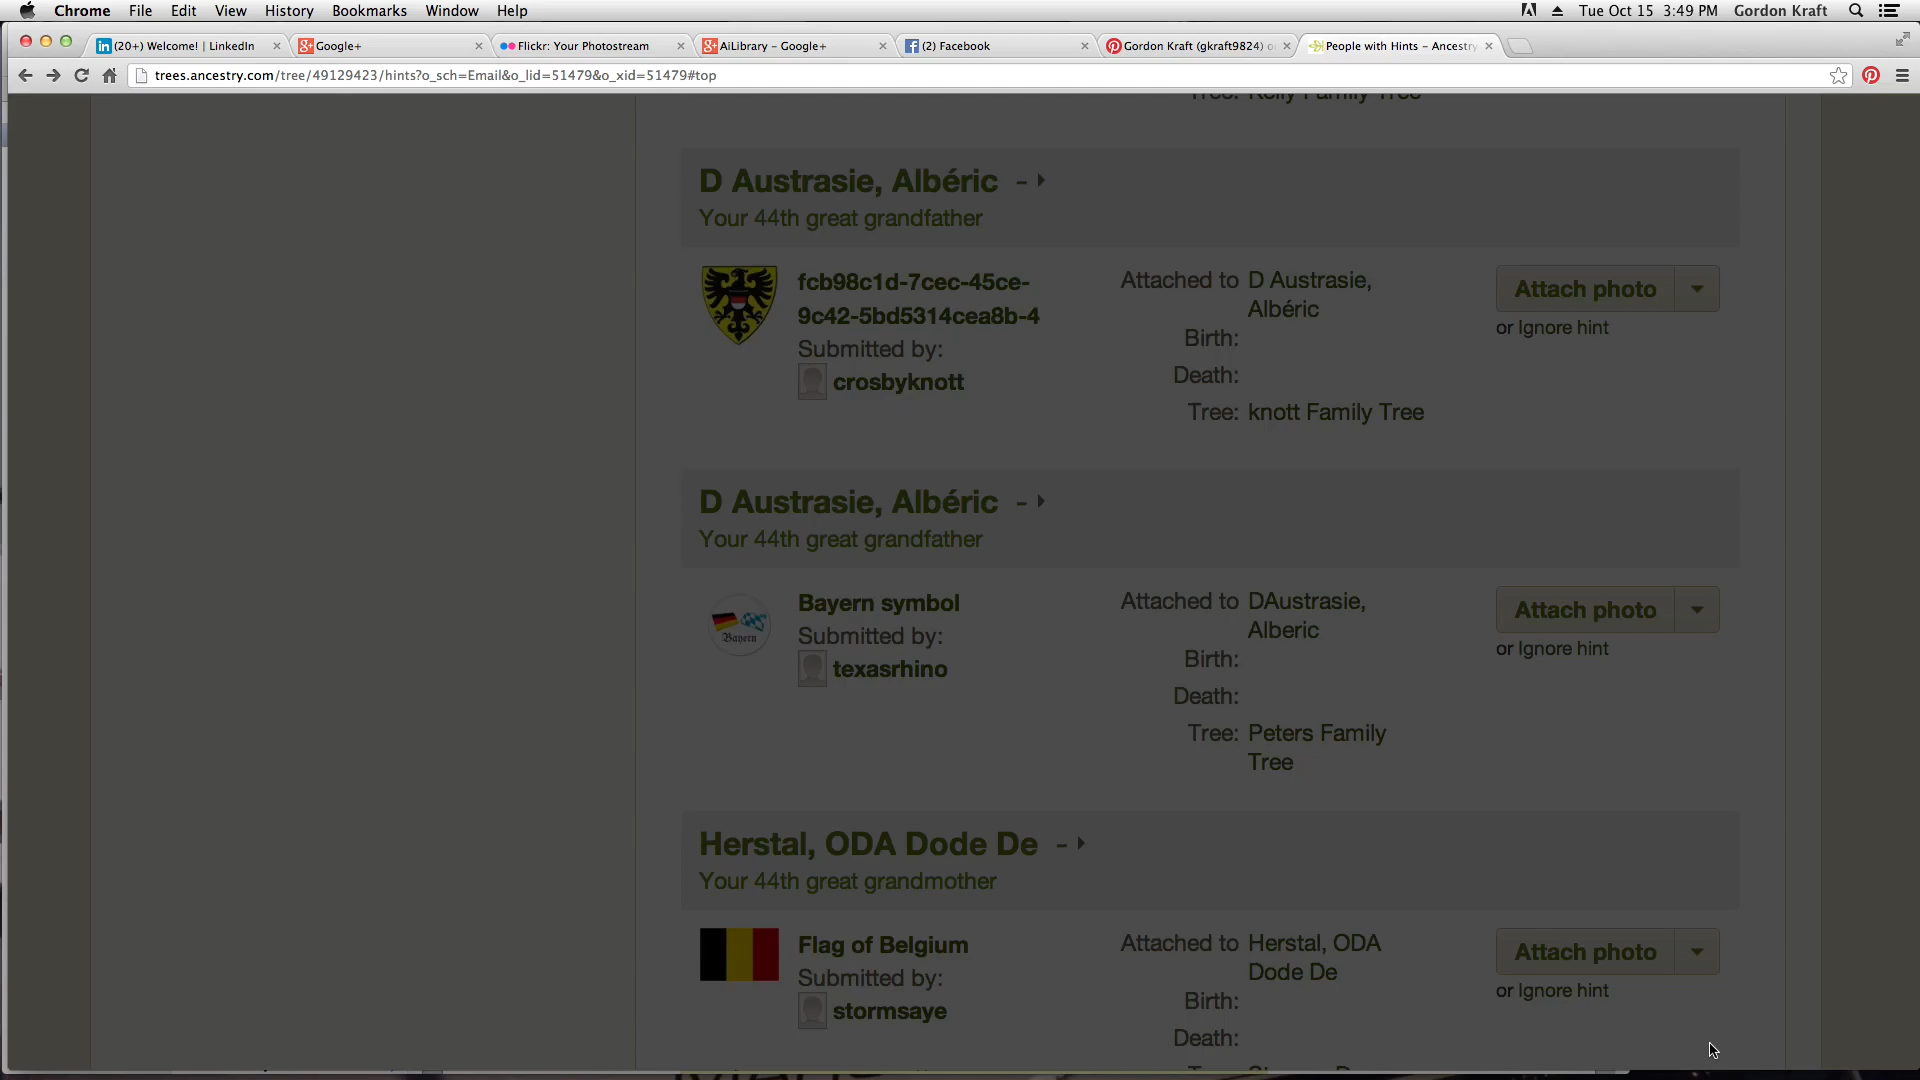 Chrome File Edit View History Bookmarks Window Help Tue Oct 15 3:49 PM Gordon Kraft
(20+) Welcome! | LinkedIn Google+ Flickr: Your Photostream AiLibrary – Google+ (2) Facebook Gordon Kraft (gkraft9824) o People with Hints – Ancestry
trees.ancestry.com/tree/49129423/hints?o_sch=Email&o_lid=51479&o_xid=51479#top
Tree: Kelly Family Tree
D Austrasie, Albéric -
Your 44th great grandfather
fcb98c1d-7cec-45ce-
9c42-5bd5314cea8b-4
Submitted by:
crosbyknott
Attached to D Austrasie,
Albéric
Birth:
Death:
Tree: knott Family Tree
Attach photo
or Ignore hint
D Austrasie, Albéric -
Your 44th great grandfather
Bayern
Bayern symbol
Submitted by:
texasrhino
Attached to DAustrasie,
Alberic
Birth:
Death:
Tree: Peters Family
Tree
Attach photo
or Ignore hint
Herstal, ODA Dode De -
Your 44th great grandmother
Flag of Belgium
Submitted by:
stormsaye
Attached to Herstal, ODA
Dode De
Birth:
Death:
Attach photo
or Ignore hint